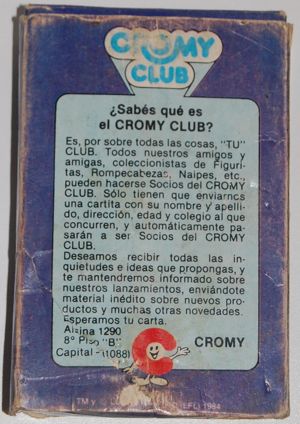 CROMY
CLUB
¿Sabés qué es
el CROMY CLUB?
Es, por sobre todas las cosas, "TU"
CLUB. Todos nuestros amigos y
amigas, coleccionistas de Figuri-
tas, Rompecabezas, Naipes, etc.,
pueden hacerse Socios del CROMY
CLUB. Sólo tienen que enviarnos
una cartita con su nombre y apelli-
do, dirección, edad y colegio al que
concurren, y automáticamente pa-
sarán a ser Socios del CROMY
CLUB.
Deseamos recibir todas las in-
quietudes e ideas que propongas, y
te mantendremos informado sobre
nuestros lanzamientos, enviándote
material inédito sobre nuevos pro-
ductos y muchas otras novedades.
Esperamos tu carta.
Alsina 1290
8° Piso "B"
Capital - (1088)
C
CROMY
TM y © 1984